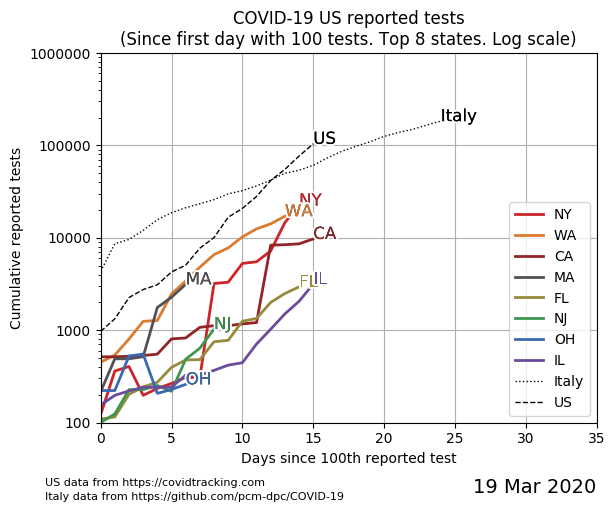 COVID-19 US reported tests
(Since first day with 100 tests. Top 8 states. Log scale)
Cumulative reported tests
1000000
100000
10000
1000
100
US
Italy
NY
WA
CA
MA
FL
IL
NJ
OH
NY
WA
CA
MA
FL
NJ
OH
IL
Italy
US
0 5 10 15 20 25 30 35
Days since 100th reported test
US data from https://covidtracking.com
Italy data from https://github.com/pcm-dpc/COVID-19
19 Mar 2020